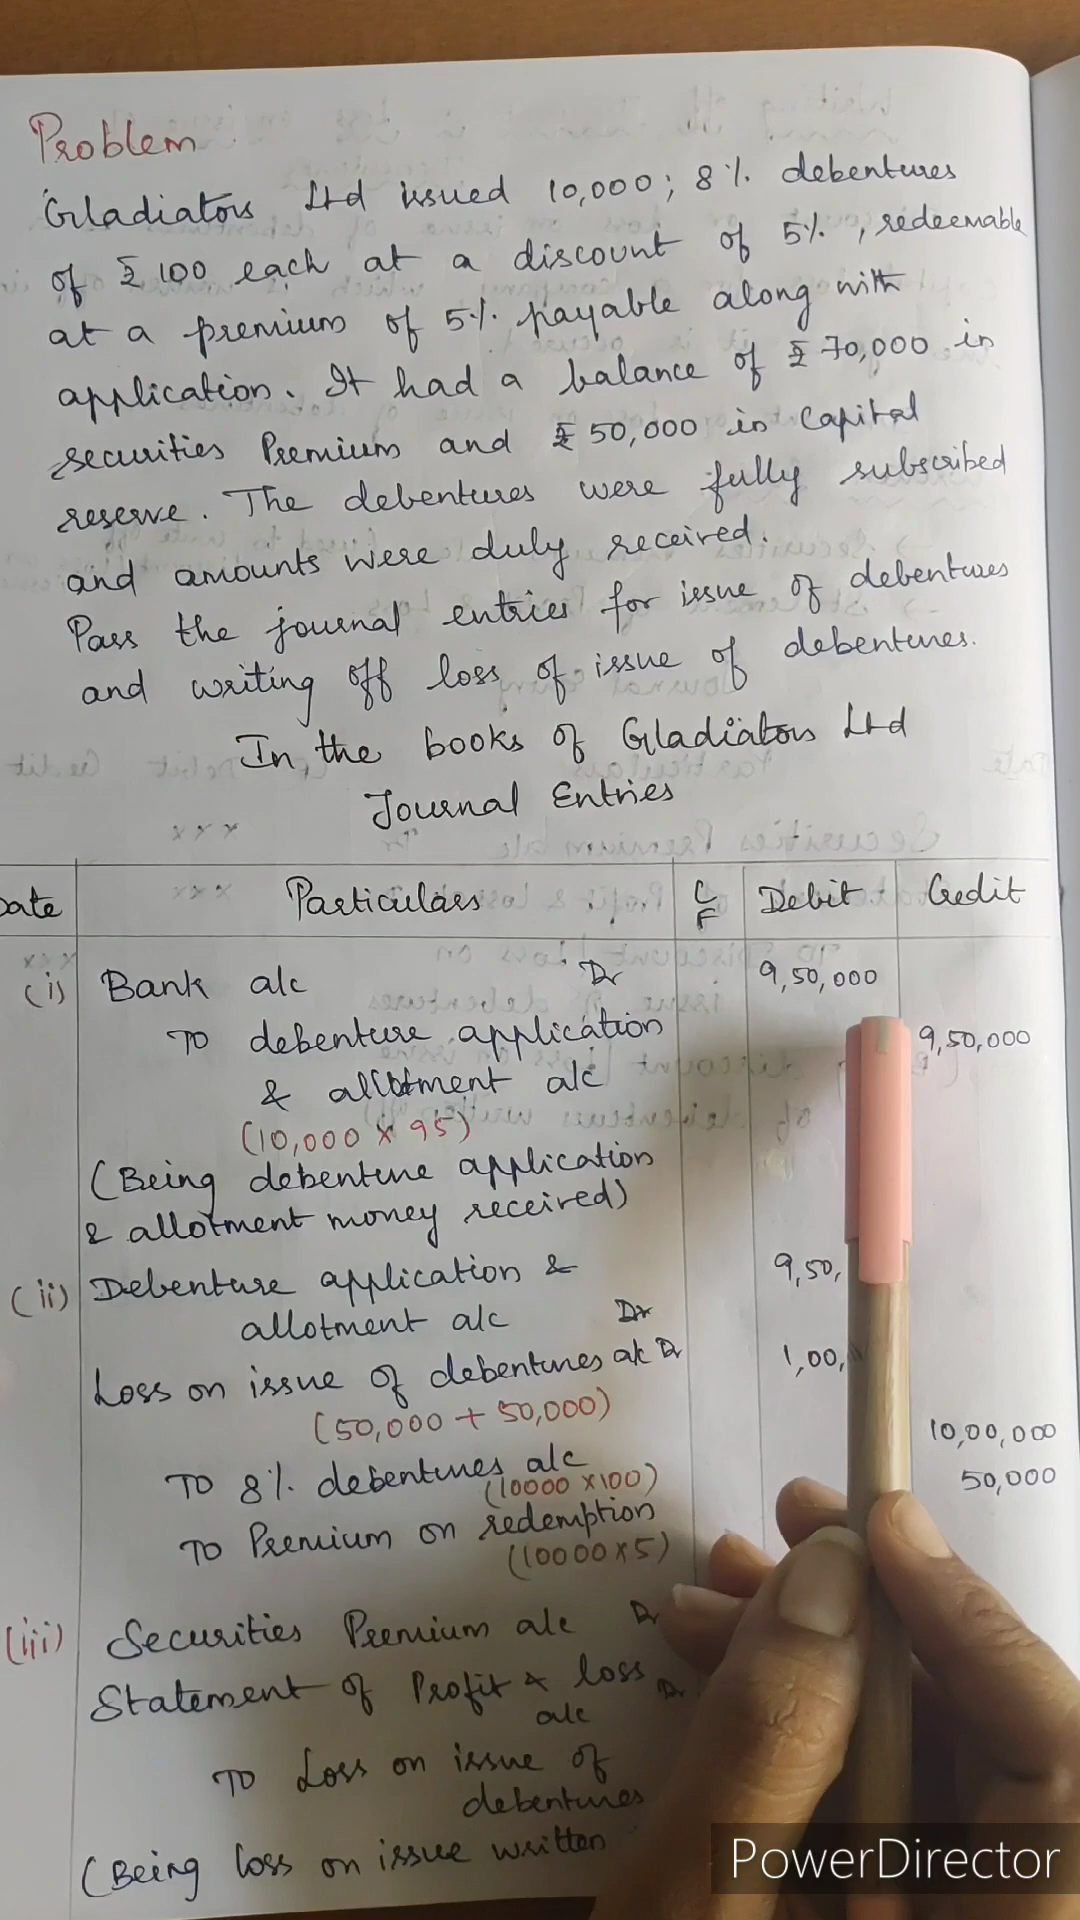 Problem
Gladiators Ltd issued 10,000; 8% debentures
of ₹100 each at a discount of 5%, redeemable
at a premium of 5% payable along with
application. It had a balance of ₹70,000 in
securities Premium and ₹50,000 in Capital
reserve. The debentures were fully subscribed
and amounts were duly received.
Pass the journal entries for issue of debentures
and writing off loss of issue of debentures.
In the books of Gladiators Ltd
Journal Entries
Date Particulars C F Debit Credit
(i) Bank a/c Dr 9,50,000
To debenture application 9,50,000
& allotment a/c
(10,000 x 95)
(Being debenture application
& allotment money received)
(ii) Debenture application & 9,50,
allotment a/c Dr
Loss on issue of debentures a/c Dr 1,00,
(50,000 + 50,000)
10,00,000
To 8% debentures a/c 50,000
(10000 x 100)
To Premium on redemption
(10000 x 5)
(iii) Securities Premium a/c Dr
Statement of Profit & loss Dr
a/c
To Loss on issue of
debentures
(Being loss on issue written
PowerDirector